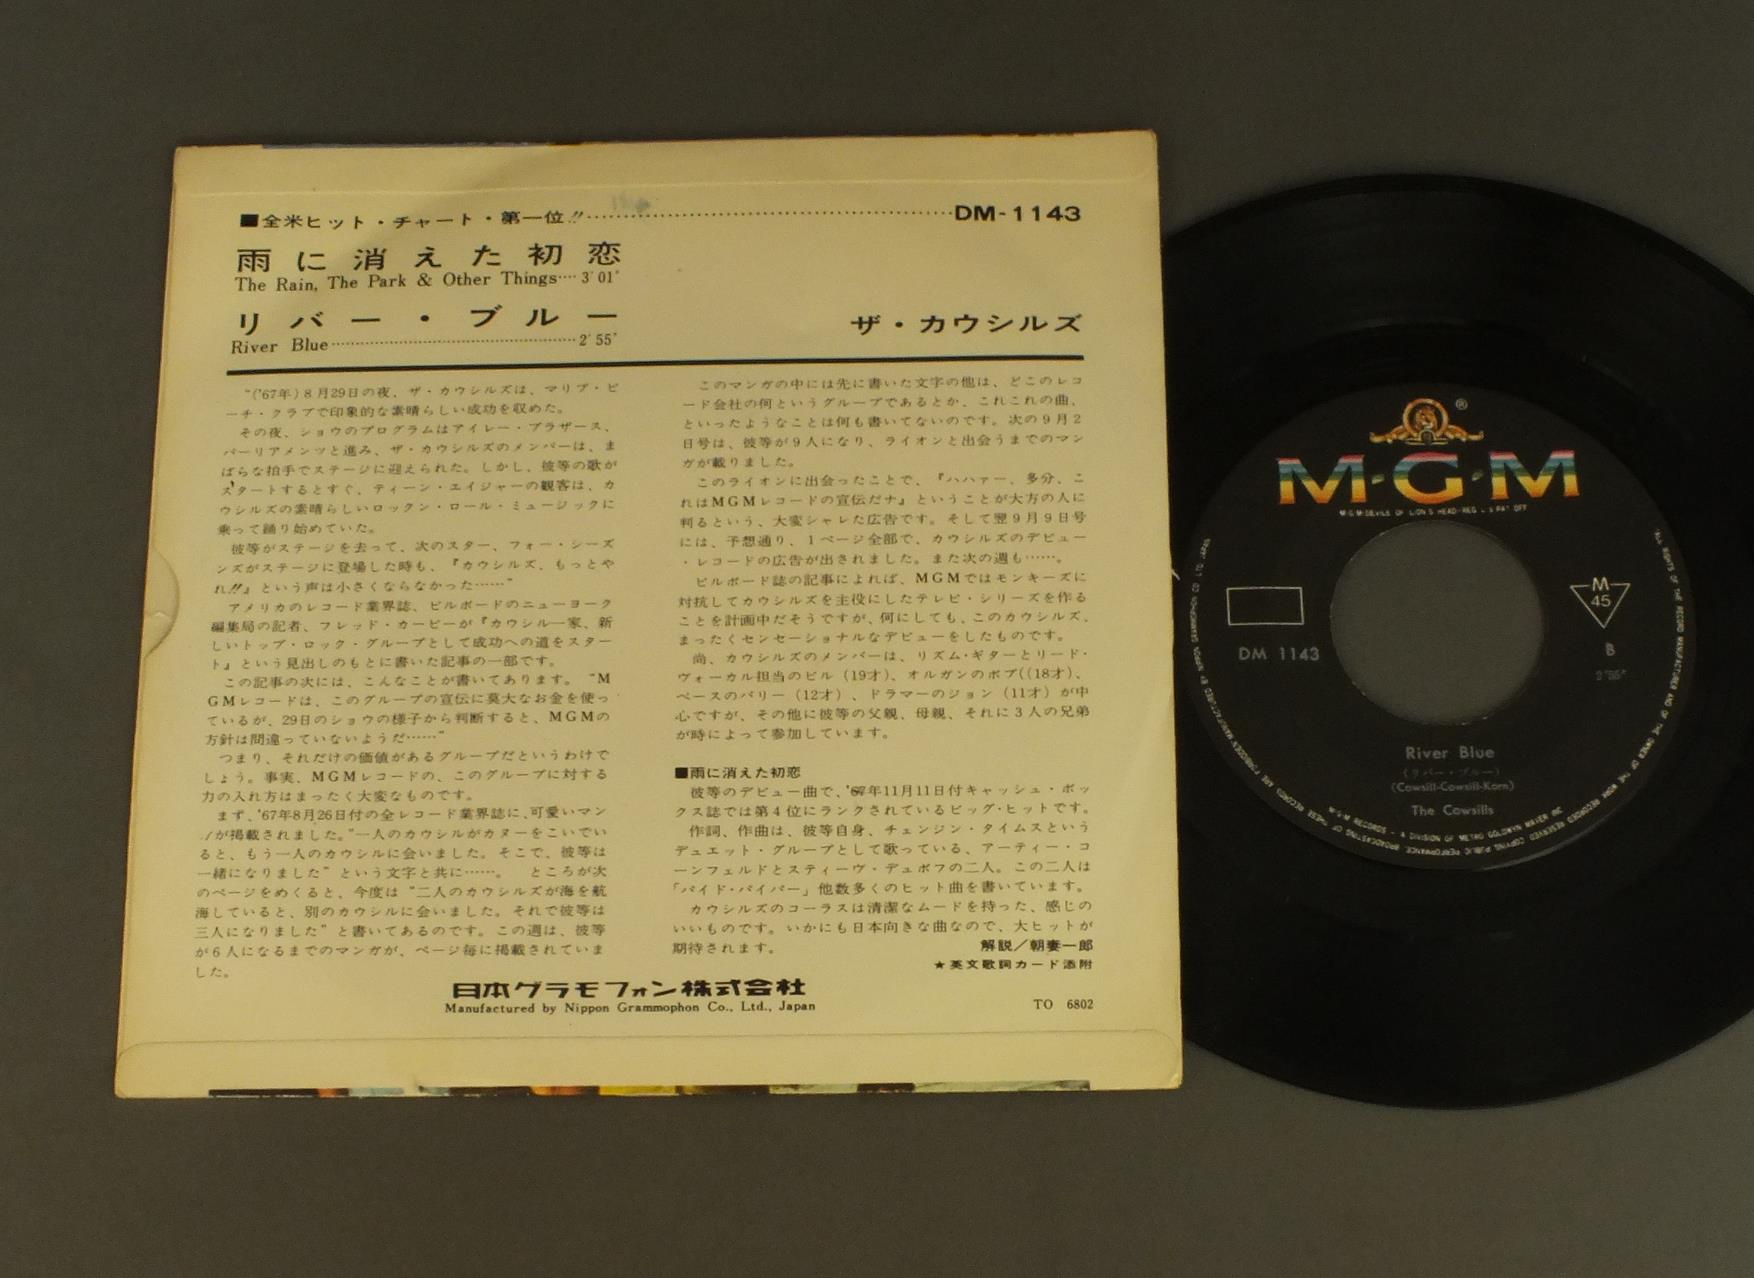 ■全米ヒット・チャート・第一位!!……………………………………DM-1143
雨に消えた初恋
The Rain, The Park & Other Things…… 3′01″
リバー・ブルー
River Blue……………………………………2′55″
ザ・カウシルズ
“('67年)8月29日の夜、ザ・カウシルズは、マリブ・ビ
ーチ・クラブで印象的な素晴らしい成功を収めた。
その夜、ショウのプログラムはアイレー・ブラザース、
パーリアメンツと進み、ザ・カウシルズのメンバーは、ま
ばらな拍手でステージに迎えられた。しかし、彼等の歌が
スタートするとすぐ、ティーン・エイジャーの観客は、カ
ウシルズの素晴らしいロックン・ロール・ミュージックに
乗って踊り始めていた。
彼等がステージを去って、次のスター、フォー・シーズ
ンズがステージに登場した時も、『カウシルズ、もっとや
れ!!』という声は小さくならなかった……”
アメリカのレコード業界誌、ビルボードのニューヨーク
編集局の記者、フレッド・カービーが『カウシル一家、新
しいトップ・ロック・グループとして成功への道をスター
ト』という見出しのもとに書いた記事の一部です。
この記事の次には、こんなことが書いてあります。“M
GMレコードは、このグループの宣伝に莫大なお金を使っ
ているが、29日のショウの様子から判断すると、MGMの
方針は間違っていないようだ……”
つまり、それだけの価値があるグループだというわけで
しょう。事実、MGMレコードの、このグループに対する
力の入れ方はまったく大変なものです。
まず、'67年8月26日付の全レコード業界誌に、可愛いマン
が掲載されました。“一人のカウシルがカヌーをこいでい
ると、もう一人のカウシルに会いました。そこで、彼等は
一緒になりました”という文字と共に……。 ところが次
のページをめくると、今度は“二人のカウシルズが海を航
海していると、別のカウシルに会いました。それで彼等は
三人になりました”と書いてあるのです。この週は、彼等
が6人になるまでのマンガが、ページ毎に掲載されていま
した。
このマンガの中には先に書いた文字の他は、どこのレコ
ード会社の何というグループであるとか、これこれの曲、
といったようなことは何も書いてないのです。次の9月2
日号は、彼等が9人になり、ライオンと出会うまでのマン
ガが載りました。
このライオンに出会ったことで、『ハハァー、多分、こ
れはMGMレコードの宣伝だナ』ということが大方の人に
判るという、大変シャレた広告です。そして翌9月9日号
には、予想通り、1ページ全部で、カウシルズのデビュー
・レコードの広告が出されました。また次の週も……。
ビルボード誌の記事によれば、MGMではモンキーズに
対抗してカウシルズを主役にしたテレビ・シリーズを作る
ことを計画中だそうですが、何にしても、このカウシルズ、
まったくセンセーショナルなデビューをしたものです。
尚、カウシルズのメンバーは、リズム・ギターとリード・
ヴォーカル担当のビル(19才)、オルガンのボブ((18才)、
ベースのバリー(12才)、ドラマーのジョン(11才)が中
心ですが、その他に彼等の父親、母親、それに3人の兄弟
が時によって参加しています。
■雨に消えた初恋
彼等のデビュー曲で、'67年11月11日付キャッシュ・ボッ
クス誌では第4位にランクされているビッグ・ヒットです。
作詞、作曲は、彼等自身、チェンジン・タイムスという
デュエット・グループとして歌っている、アーティー・コ
ーンフェルドとスティーヴ・デュボフの二人。この二人は
「パイド・パイパー」他数多くのヒット曲を書いています。
カウシルズのコーラスは清潔なムードを持った、感じの
いいものです。いかにも日本向きな曲なので、大ヒットが
期待されます。
解説/朝妻一郎
★英文歌詞カード添附
日本グラモフォン株式会社
Manufactured by Nippon Grammophon Co., Ltd., Japan
TO 6802
®
M-G-M
M
45
DM 1143
B
2′55″
River Blue
(リバー・ブルー)
(Cowsill-Cowsill-Korn)
The Cowsills
M-G-M RECORDS - A DIVISION OF METRO GOLDWYN MAYER INC